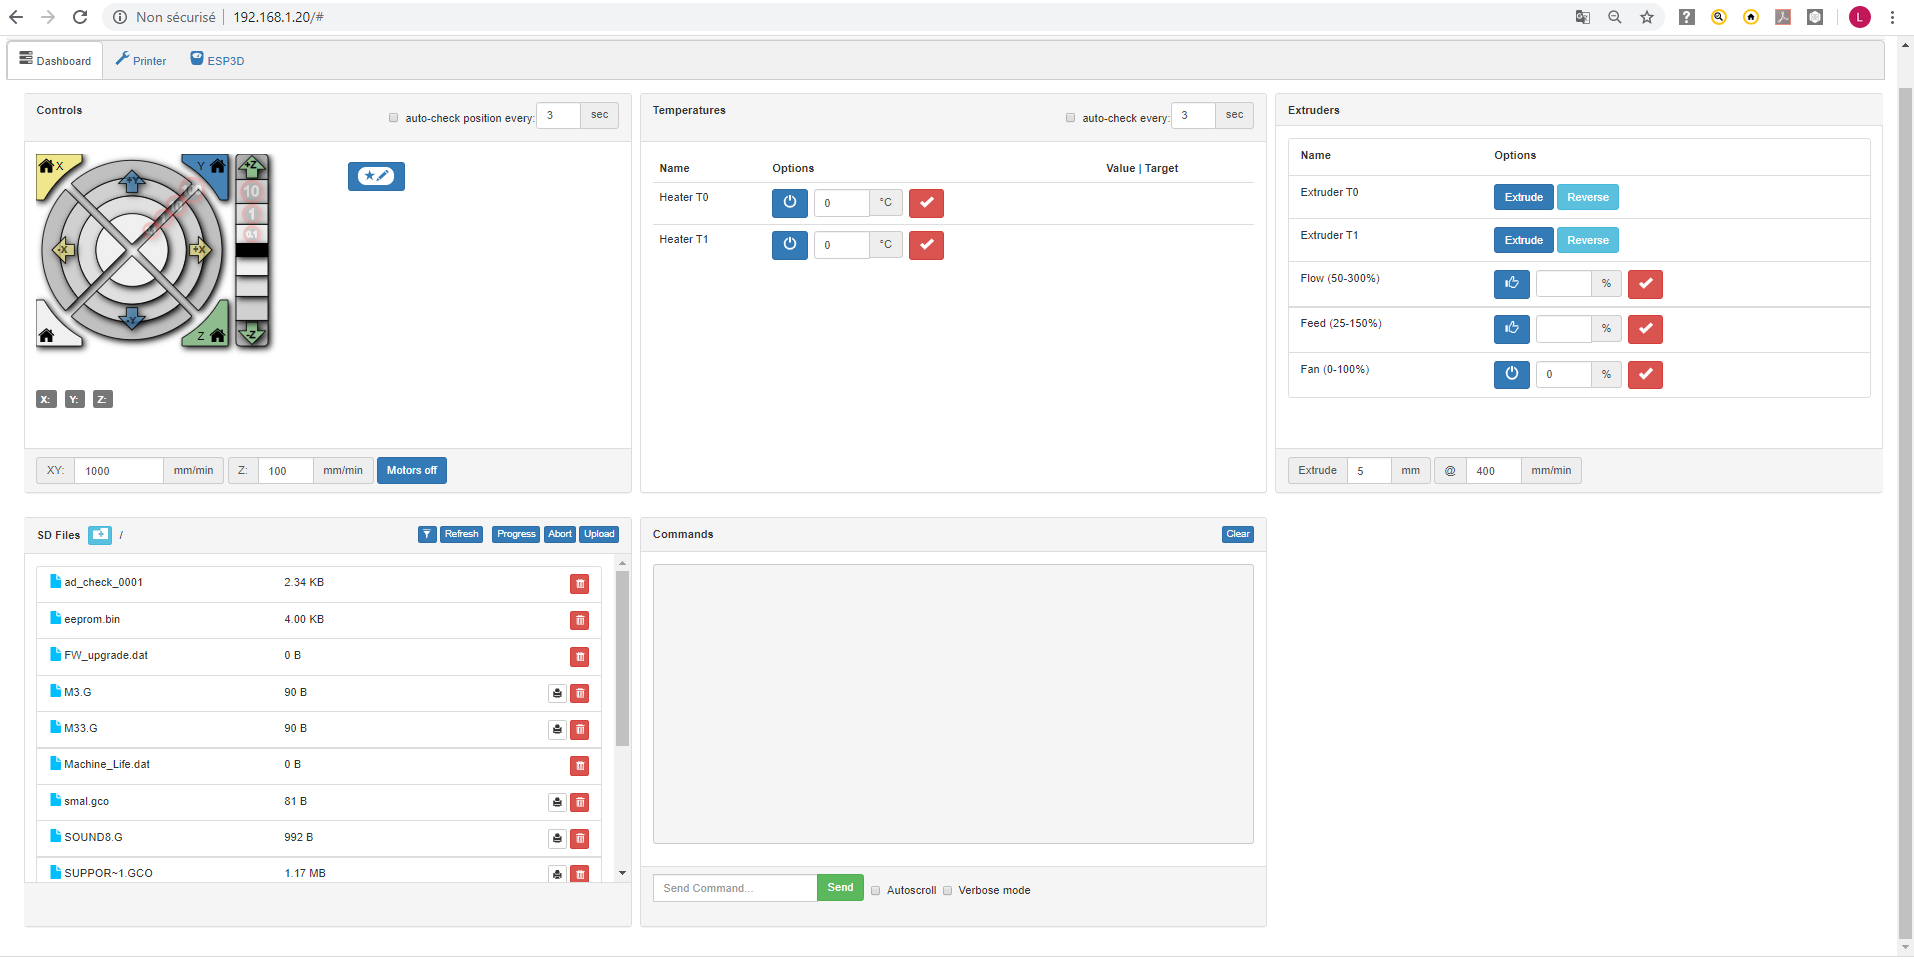 Non sécurisé 192.168.1.20/#
L
Dashboard Printer ESP3D
Controls
auto-check position every: 3 sec
X Y +Z
+Y
10
1
0.1
-X +X
-Y
Z -Z
X: Y: Z:
XY: 1000 mm/min Z: 100 mm/min Motors off
Temperatures
auto-check every: 3 sec
Name Options Value | Target
Heater T0 0 °C
Heater T1 0 °C
Extruders
Name Options
Extruder T0 Extrude Reverse
Extruder T1 Extrude Reverse
Flow (50-300%) %
Feed (25-150%) %
Fan (0-100%) 0 %
Extrude 5 mm @ 400 mm/min
SD Files / Refresh Progress Abort Upload
ad_check_0001 2.34 KB
eeprom.bin 4.00 KB
FW_upgrade.dat 0 B
M3.G 90 B
M33.G 90 B
Machine_Life.dat 0 B
smal.gco 81 B
SOUND8.G 992 B
SUPPOR~1.GCO 1.17 MB
Commands Clear
Send Command... Send Autoscroll Verbose mode